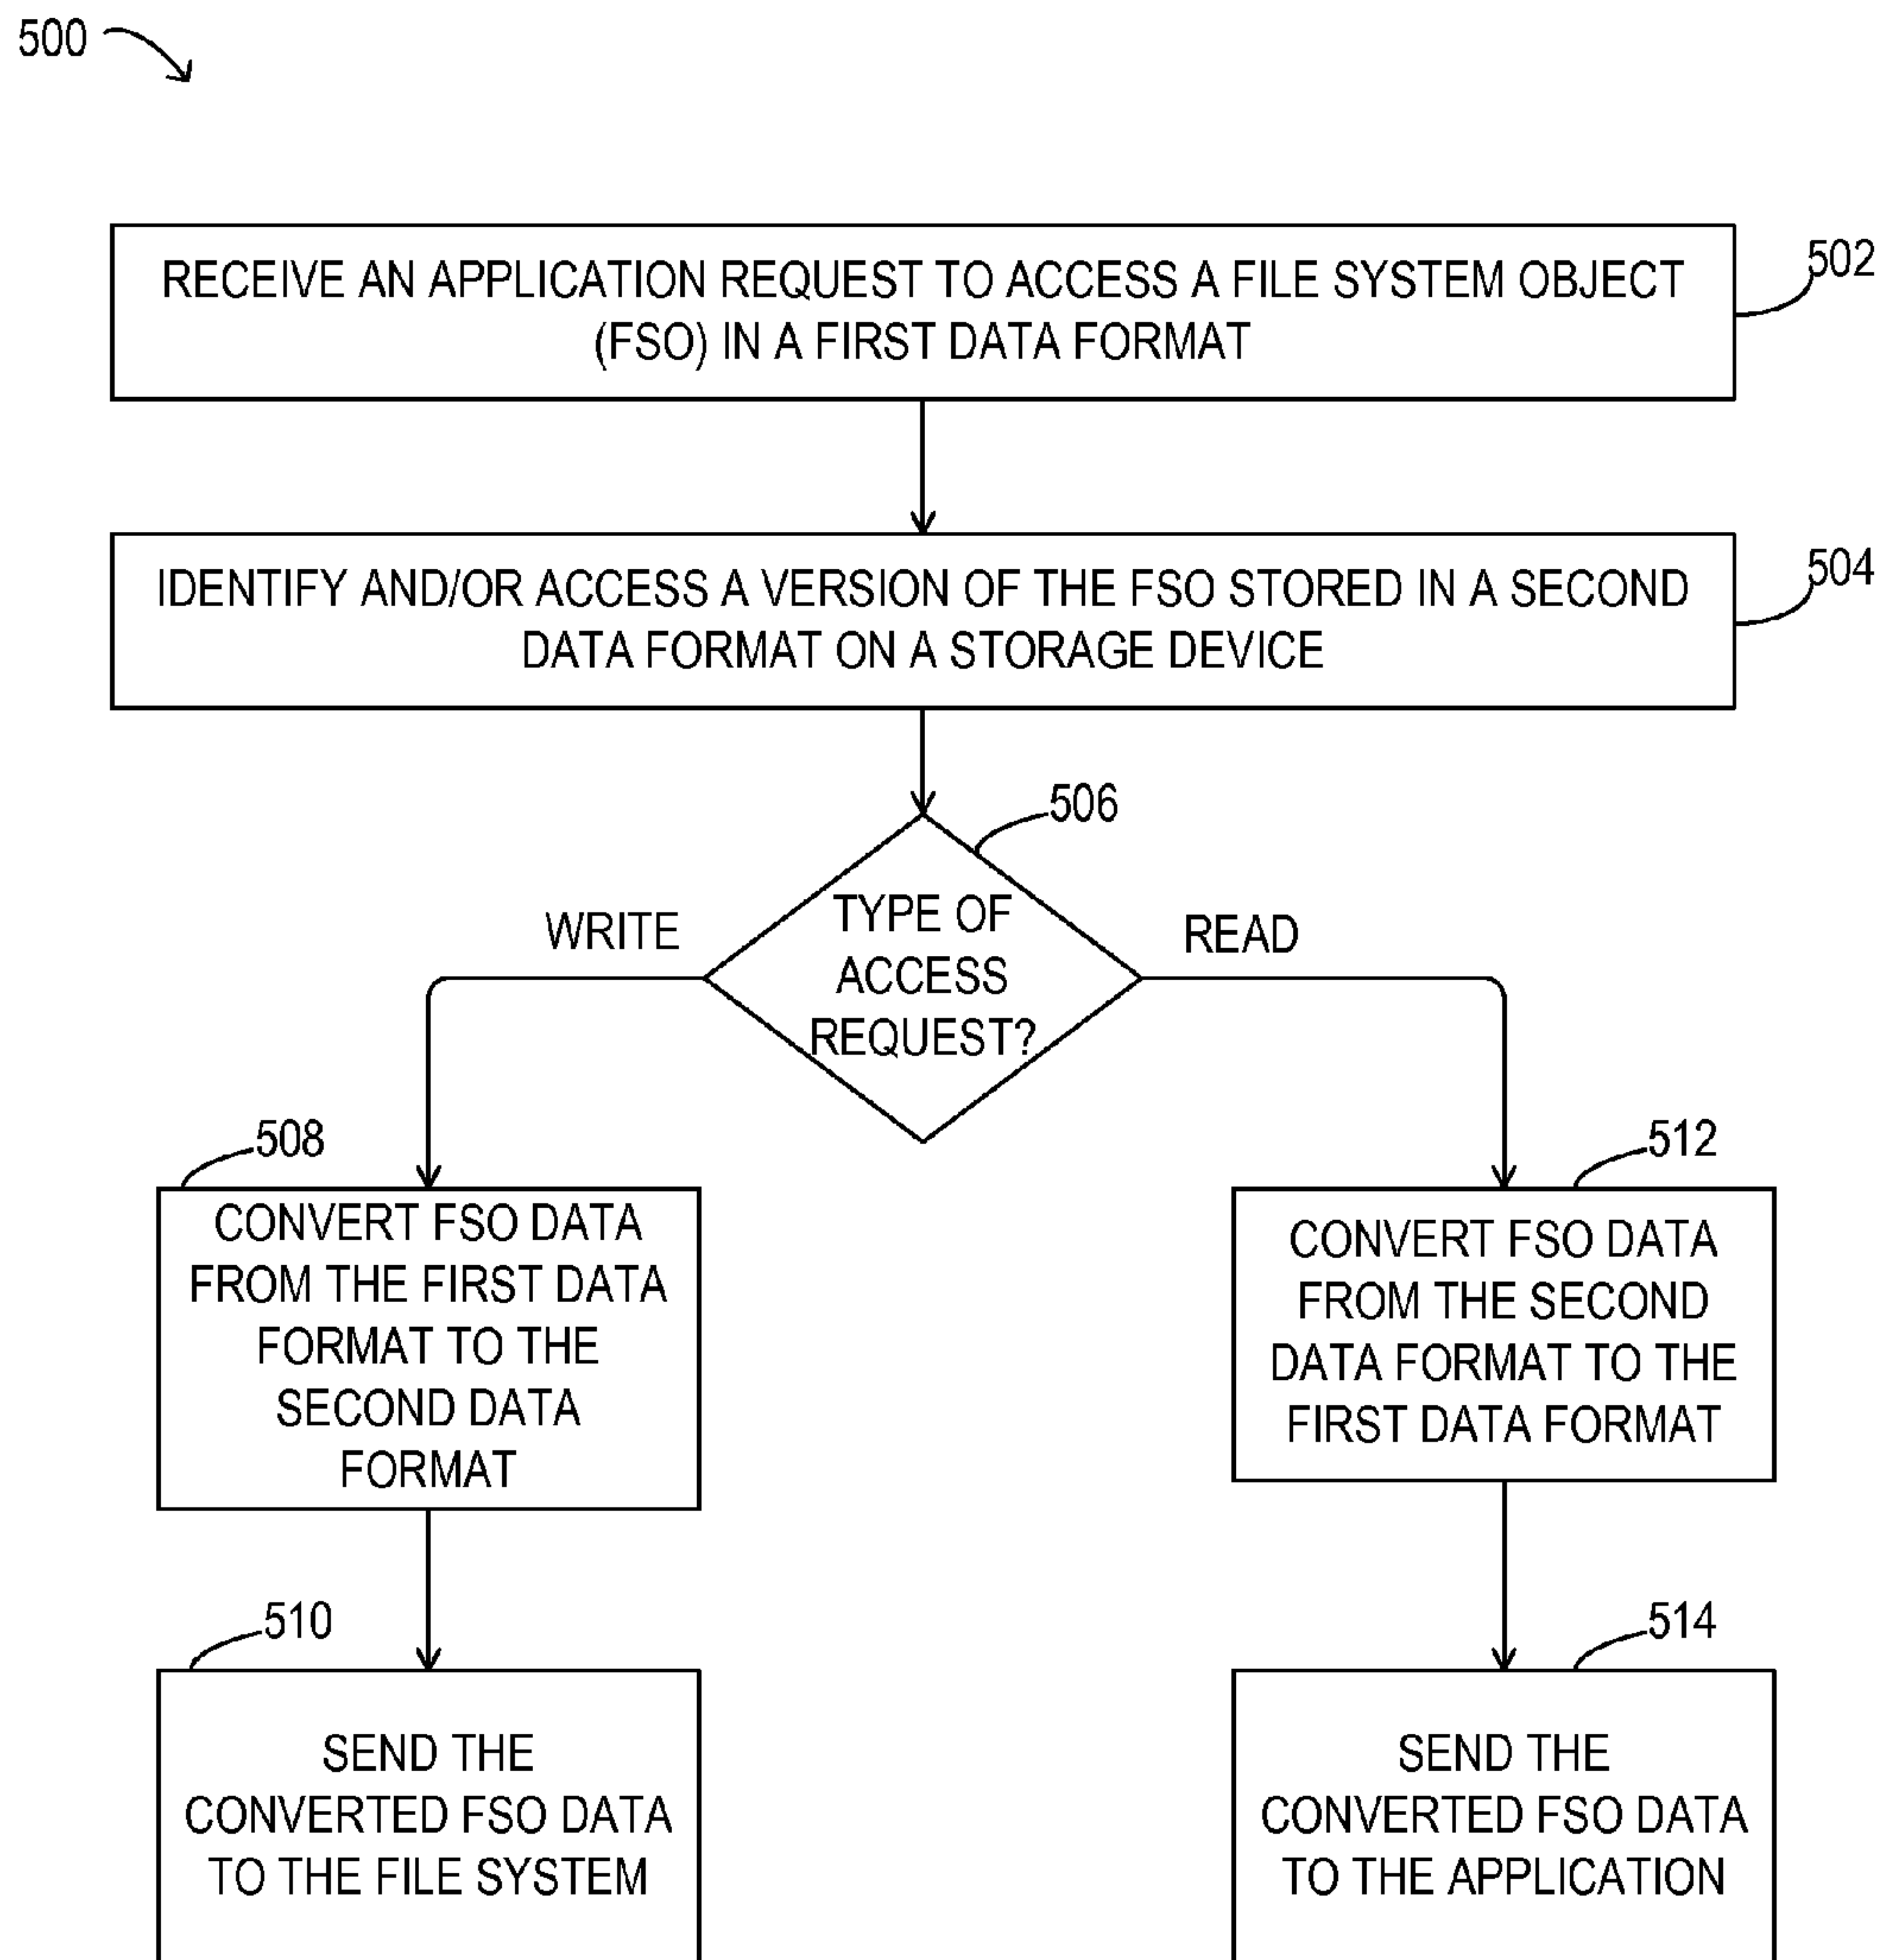 500
RECEIVE AN APPLICATION REQUEST TO ACCESS A FILE SYSTEM OBJECT
(FSO) IN A FIRST DATA FORMAT
502
IDENTIFY AND/OR ACCESS A VERSION OF THE FSO STORED IN A SECOND
DATA FORMAT ON A STORAGE DEVICE
504
506
TYPE OF
ACCESS
REQUEST?
WRITE
READ
508
CONVERT FSO DATA
FROM THE FIRST DATA
FORMAT TO THE
SECOND DATA
FORMAT
512
CONVERT FSO DATA
FROM THE SECOND
DATA FORMAT TO THE
FIRST DATA FORMAT
510
SEND THE
CONVERTED FSO DATA
TO THE FILE SYSTEM
514
SEND THE
CONVERTED FSO DATA
TO THE APPLICATION